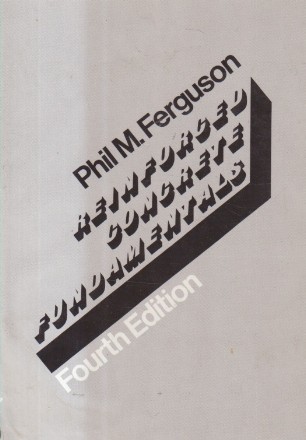 Phil M. Ferguson
REINFORCED
CONCRETE
FUNDAMENTALS
Fourth Edition